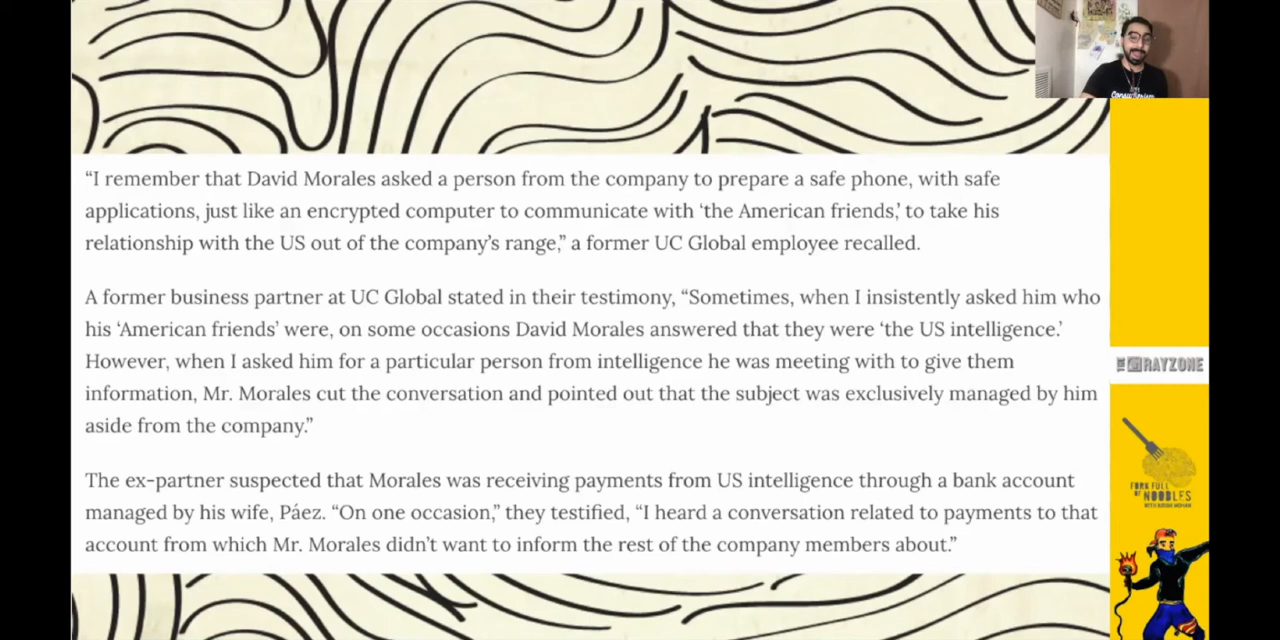 “I remember that David Morales asked a person from the company to prepare a safe phone, with safe
applications, just like an encrypted computer to communicate with ‘the American friends,’ to take his
relationship with the US out of the company’s range,” a former UC Global employee recalled.
A former business partner at UC Global stated in their testimony, “Sometimes, when I insistently asked him who
his ‘American friends’ were, on some occasions David Morales answered that they were ‘the US intelligence.’
However, when I asked him for a particular person from intelligence he was meeting with to give them
information, Mr. Morales cut the conversation and pointed out that the subject was exclusively managed by him
aside from the company.”
The ex-partner suspected that Morales was receiving payments from US intelligence through a bank account
managed by his wife, Páez. “On one occasion,” they testified, “I heard a conversation related to payments to that
account from which Mr. Morales didn’t want to inform the rest of the company members about.”
THE GRAYZONE
FORK FULL
OF NOODLES